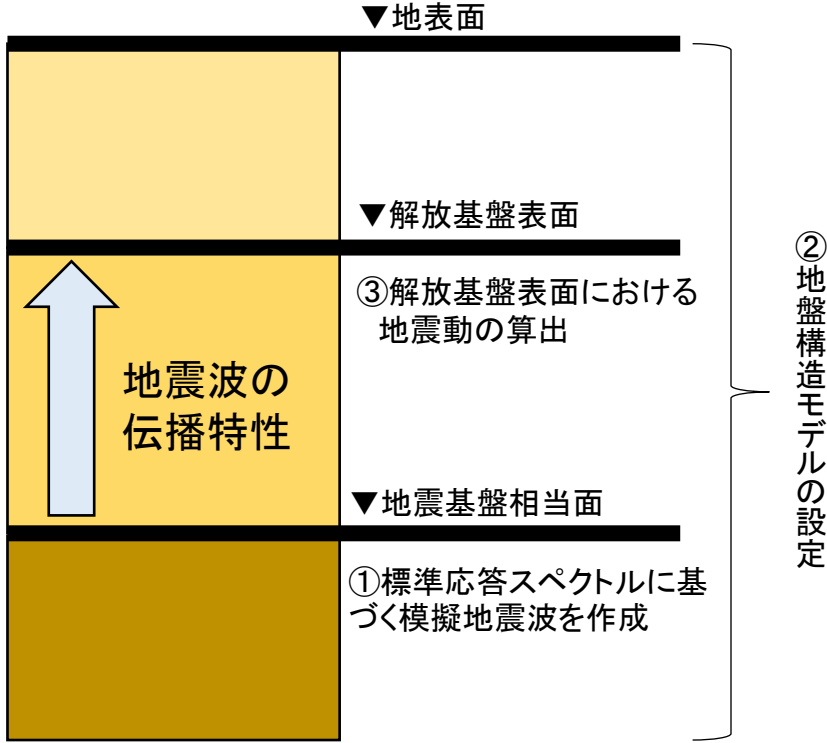 ▼地表面
▼解放基盤表面
③解放基盤表面における
地震動の算出
地震波の
伝播特性
▼地震基盤相当面
①標準応答スペクトルに基
づく模擬地震波を作成
②地盤構造モデルの設定